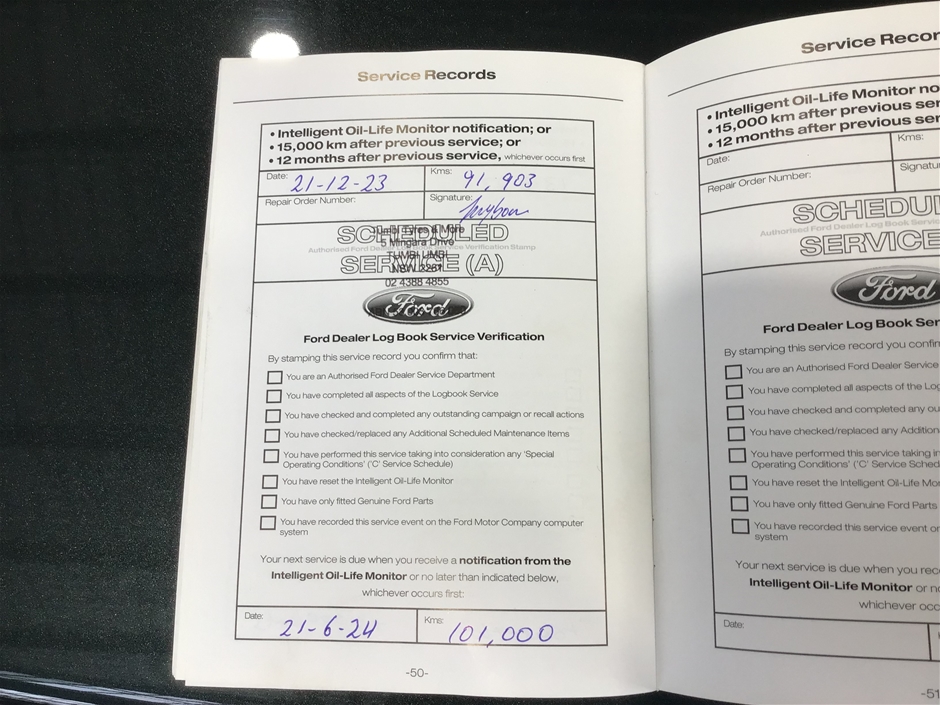 Service Records
• Intelligent Oil-Life Monitor notification; or
• 15,000 km after previous service; or
• 12 months after previous service, whichever occurs first
Date: 21-12-23
Kms: 91,903
Repair Order Number:
Signature:
SCHEDULED
Tumbi Tyres & More
5 Mingara Drive
Authorised Ford Dealer Log Book Service Verification Stamp
TUMBI UMBI
SERVICE (A)
NSW 2261
02 4388 4855
Ford
Ford Dealer Log Book Service Verification
By stamping this service record you confirm that:
You are an Authorised Ford Dealer Service Department
You have completed all aspects of the Logbook Service
You have checked and completed any outstanding campaign or recall actions
You have checked/replaced any Additional Scheduled Maintenance Items
You have performed this service taking into consideration any 'Special
Operating Conditions' ('C' Service Schedule)
You have reset the Intelligent Oil-Life Monitor
You have only fitted Genuine Ford Parts
You have recorded this service event on the Ford Motor Company computer
system
Your next service is due when you receive a notification from the
Intelligent Oil-Life Monitor or no later than indicated below,
whichever occurs first:
Date: 21-6-24
Kms: 101,000
-50-
Service Recor
• Intelligent Oil-Life Monitor no
• 15,000 km after previous ser
• 12 months after previous ser
Date:
Kms:
Repair Order Number:
Signatu
SCHEDUL
Authorised Ford Dealer Log Book Servic
SERVICE
Ford
Ford Dealer Log Book Ser
By stamping this service record you confir
You are an Authorised Ford Dealer Service
You have completed all aspects of the Log
You have checked and completed any ou
You have checked/replaced any Addition
You have performed this service taking in
Operating Conditions' ('C' Service Sched
You have reset the Intelligent Oil-Life Mo
You have only fitted Genuine Ford Parts
You have recorded this service event o
system
Your next service is due when you rec
Intelligent Oil-Life Monitor or n
whichever occ
Date:
-51